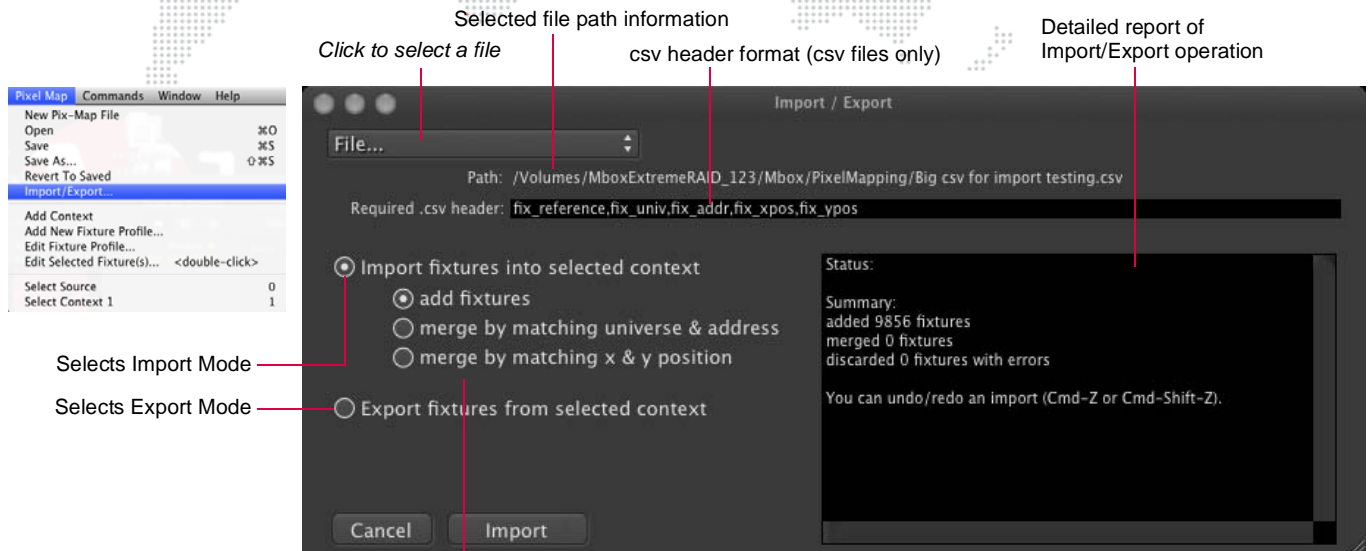 Selected file path information
Click to select a file
csv header format (csv files only)
Detailed report of
Import/Export operation
Pixel Map Commands Window Help
New Pix-Map File
Open ⌘O
Save ⌘S
Save As... ⇧⌘S
Revert To Saved
Import/Export...
Add Context
Add New Fixture Profile...
Edit Fixture Profile...
Edit Selected Fixture(s)... <double-click>
Select Source 0
Select Context 1 1
Selects Import Mode
Selects Export Mode
Import / Export
File...
Path: /Volumes/MboxExtremeRAID_123/Mbox/PixelMapping/Big csv for import testing.csv
Required .csv header: fix_reference,fix_univ,fix_addr,fix_xpos,fix_ypos
Import fixtures into selected context
add fixtures
merge by matching universe & address
merge by matching x & y position
Export fixtures from selected context
Status:
Summary:
added 9856 fixtures
merged 0 fixtures
discarded 0 fixtures with errors
You can undo/redo an import (Cmd-Z or Cmd-Shift-Z).
Cancel Import